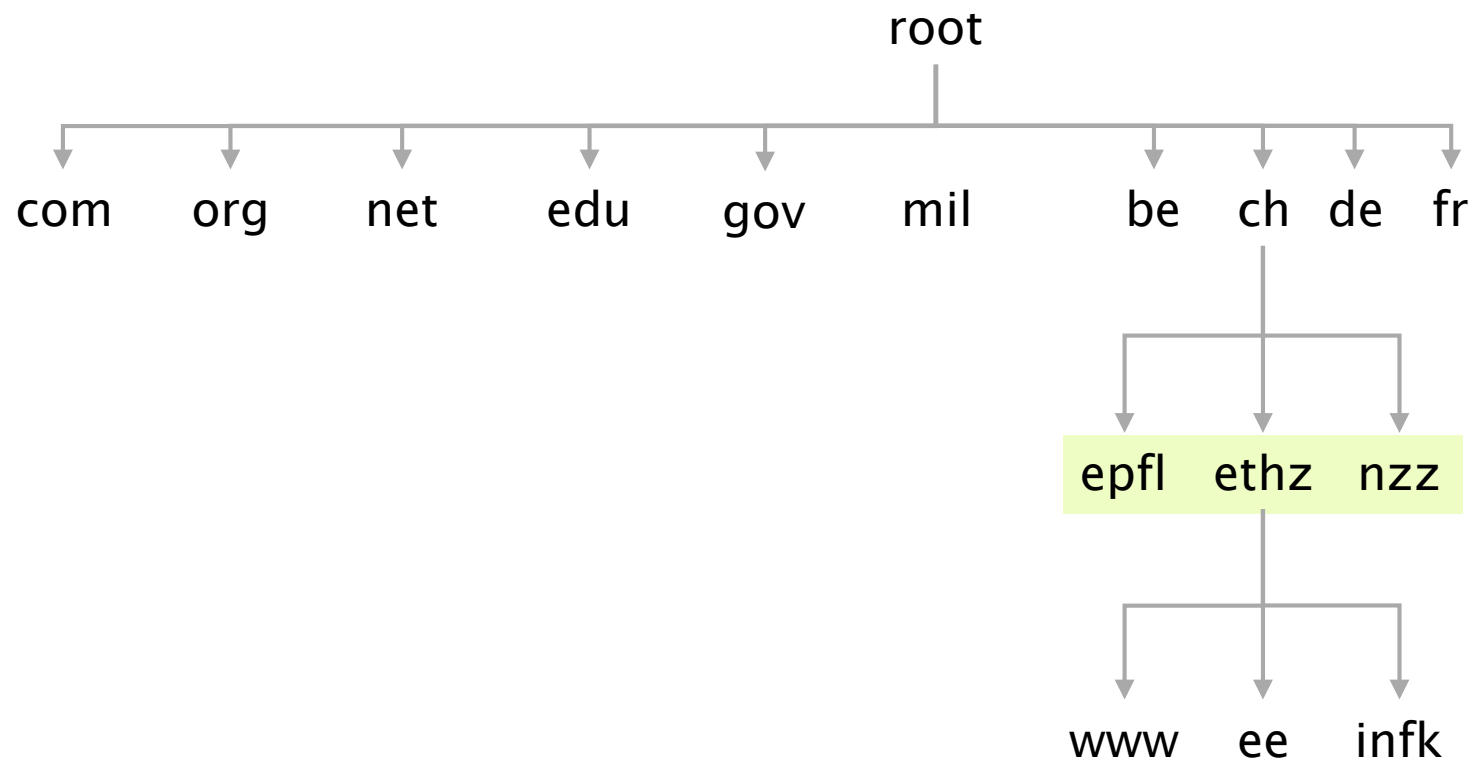 root
com org net edu gov mil be ch de fr
epfl ethz nzz
www ee infk